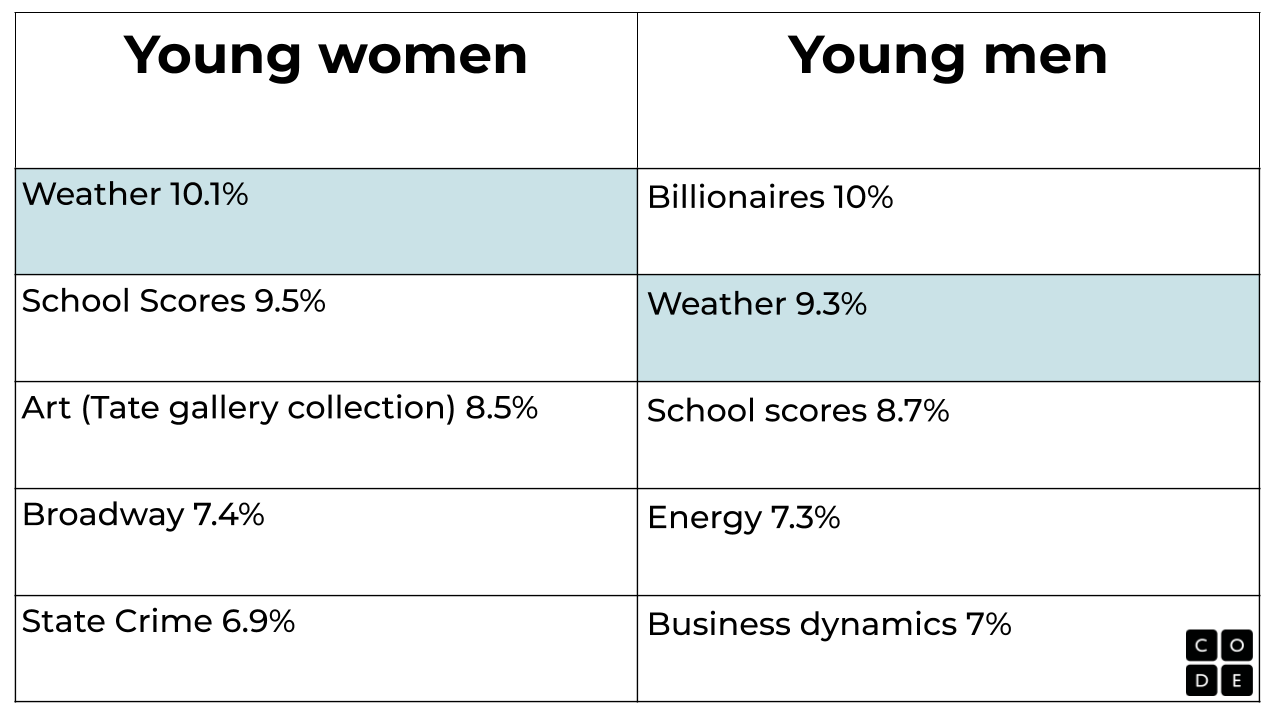 Young women
Young men
Weather 10.1%
Billionaires 10%
School Scores 9.5%
Weather 9.3%
Art (Tate gallery collection) 8.5%
School scores 8.7%
Broadway 7.4%
Energy 7.3%
State Crime 6.9%
Business dynamics 7%
C O
D E